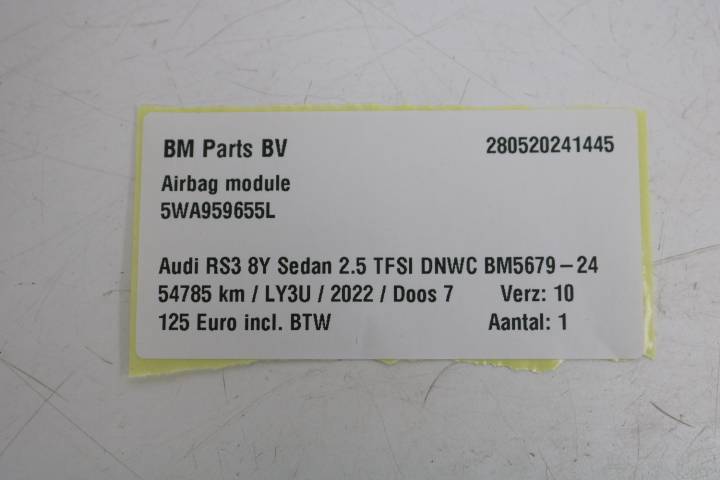 BM Parts BV 280520241445
Airbag module
5WA959655L
Audi RS3 8Y Sedan 2.5 TFSI DNWC BM5679-24
54785 km / LY3U / 2022 / Doos 7 Verz: 10
125 Euro incl. BTW Aantal: 1